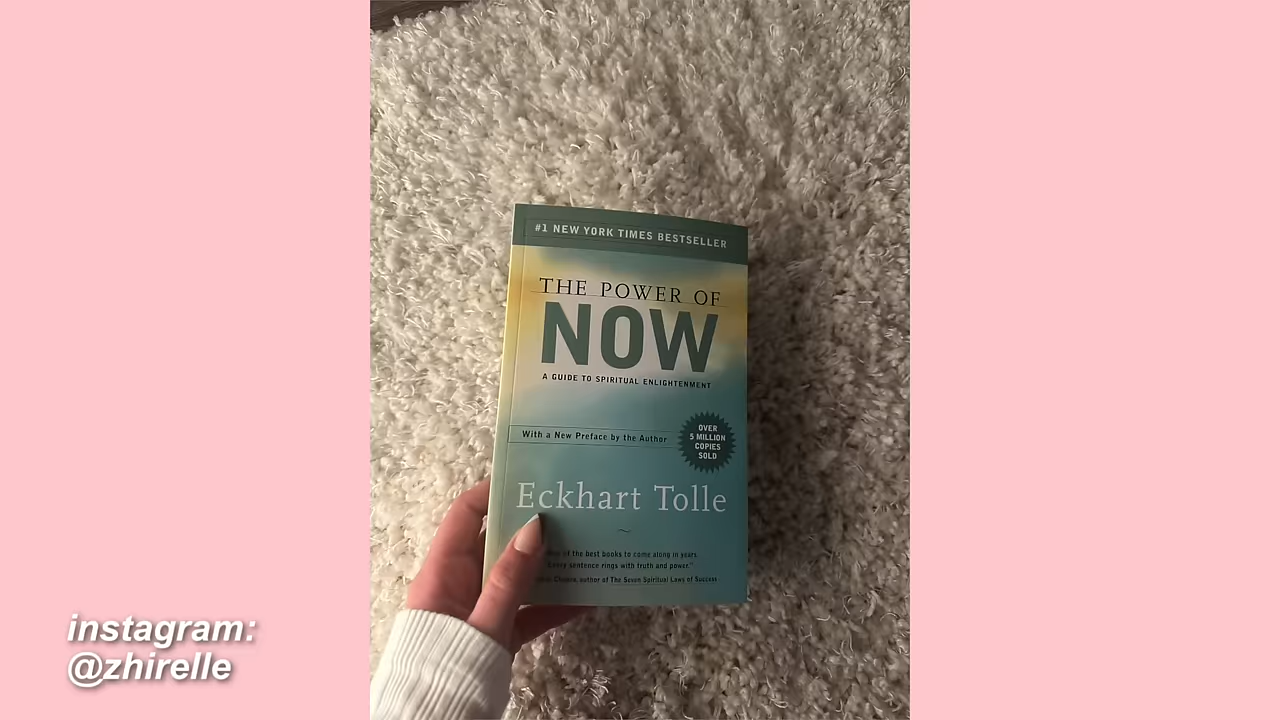 #1 NEW YORK TIMES BESTSELLER
THE POWER OF
NOW
A GUIDE TO SPIRITUAL ENLIGHTENMENT
With a New Preface by the Author
OVER
5 MILLION
COPIES
SOLD
Eckhart Tolle
of the best books to come along in years.
Every sentence rings with truth and power."
Chopra, author of The Seven Spiritual Laws of Success
instagram:
@zhirelle